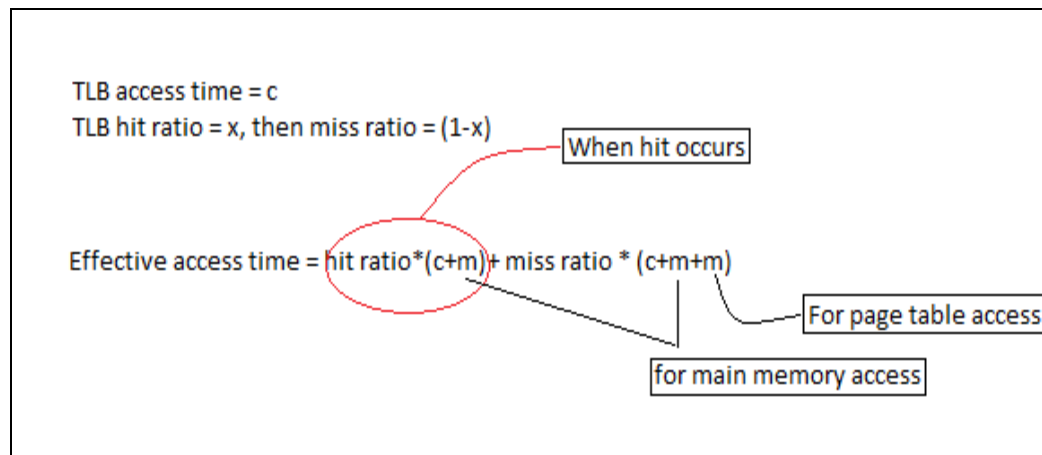 TLB access time = c
TLB hit ratio = x, then miss ratio = (1-x)
When hit occurs
Effective access time = hit ratio*(c+m)+ miss ratio * (c+m+m)
For page table access
for main memory access